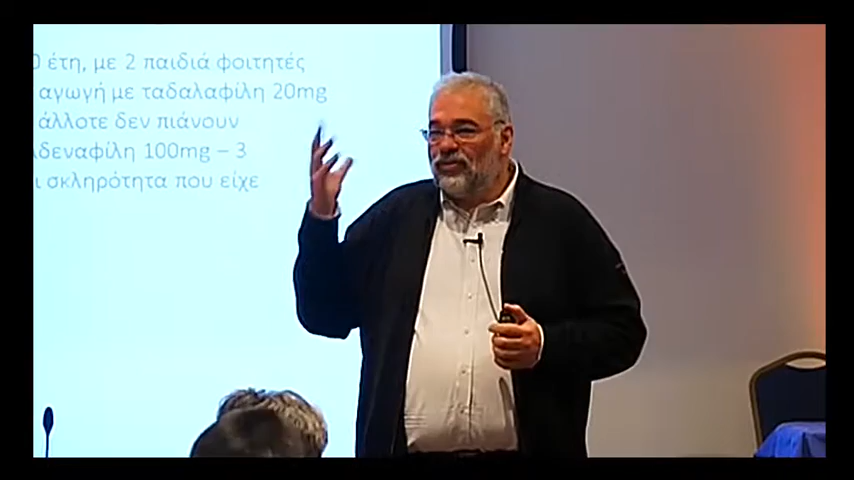 0 έτη, με 2 παιδιά φοιτητές
αγωγή με ταδαλαφίλη 20mg
άλλοτε δεν πιάνουν
δεναφίλη 100mg – 3
ι σκληρότητα που είχε